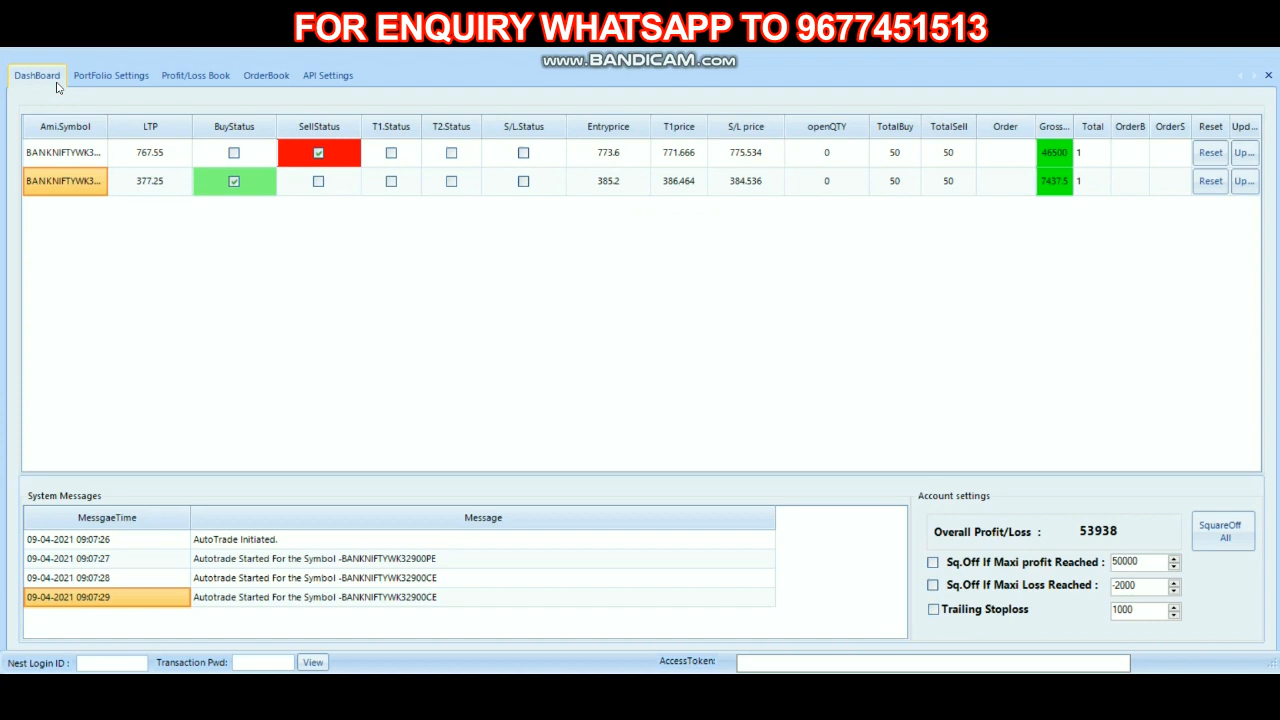 FOR ENQUIRY WHATSAPP TO 9677451513
www.BANDICAM.com
DashBoard PortFolio Settings Profit/Loss Book OrderBook API Settings
Ami.Symbol LTP BuyStatus SellStatus T1.Status T2.Status S/L.Status Entryprice T1price S/L price openQTY TotalBuy TotalSell Order Gross... Total OrderB OrderS Reset Upd...
BANKNIFTYWK3... 767.55 773.6 771.666 775.534 0 50 50 46500 1 Reset Up...
BANKNIFTYWK3... 377.25 385.2 386.464 384.536 0 50 50 7437.5 1 Reset Up...
System Messages
MessgaeTime Message
09-04-2021 09:07:26 AutoTrade Initiated.
09-04-2021 09:07:27 Autotrade Started For the Symbol -BANKNIFTYWK32900PE
09-04-2021 09:07:28 Autotrade Started For the Symbol -BANKNIFTYWK32900CE
09-04-2021 09:07:29 Autotrade Started For the Symbol -BANKNIFTYWK32900CE
Account settings
Overall Profit/Loss : 53938
SquareOff All
Sq.Off If Maxi profit Reached : 50000
Sq.Off If Maxi Loss Reached : -2000
Trailing Stoploss 1000
Nest Login ID : Transaction Pwd: View AccessToken: